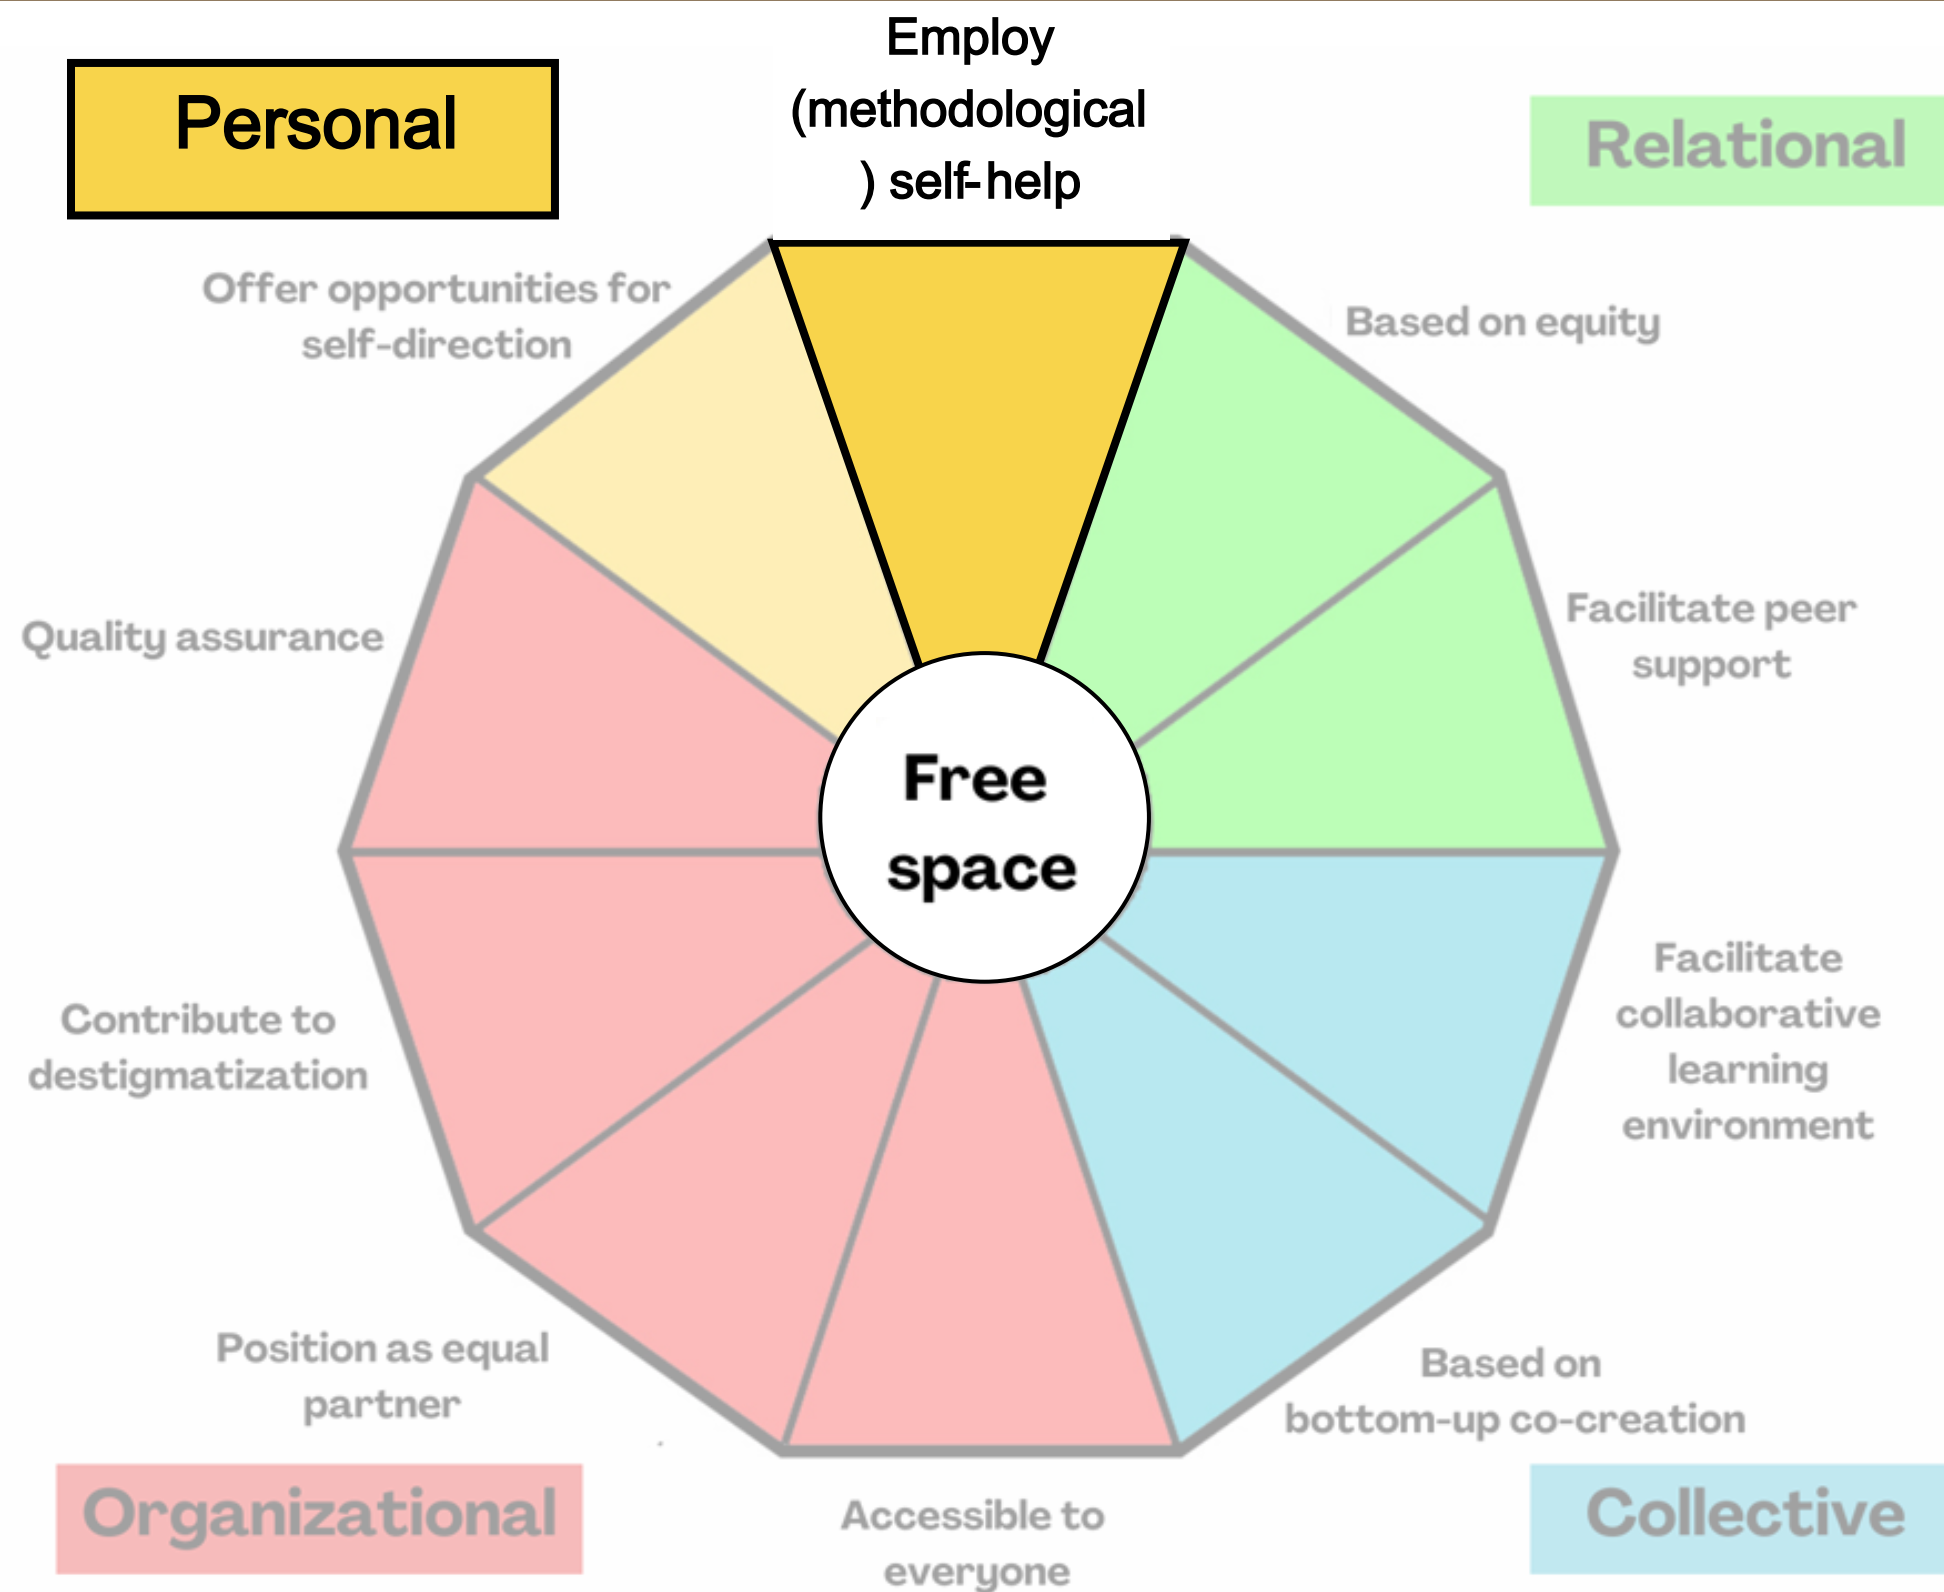 Employ
(methodological
) self-help
Personal
Relational
Offer opportunities for
self-direction
Based on equity
Quality assurance
Facilitate peer
support
Free
space
Contribute to
destigmatization
Facilitate
collaborative
learning
environment
Position as equal
partner
Based on
bottom-up co-creation
Organizational
Accessible to
everyone
Collective